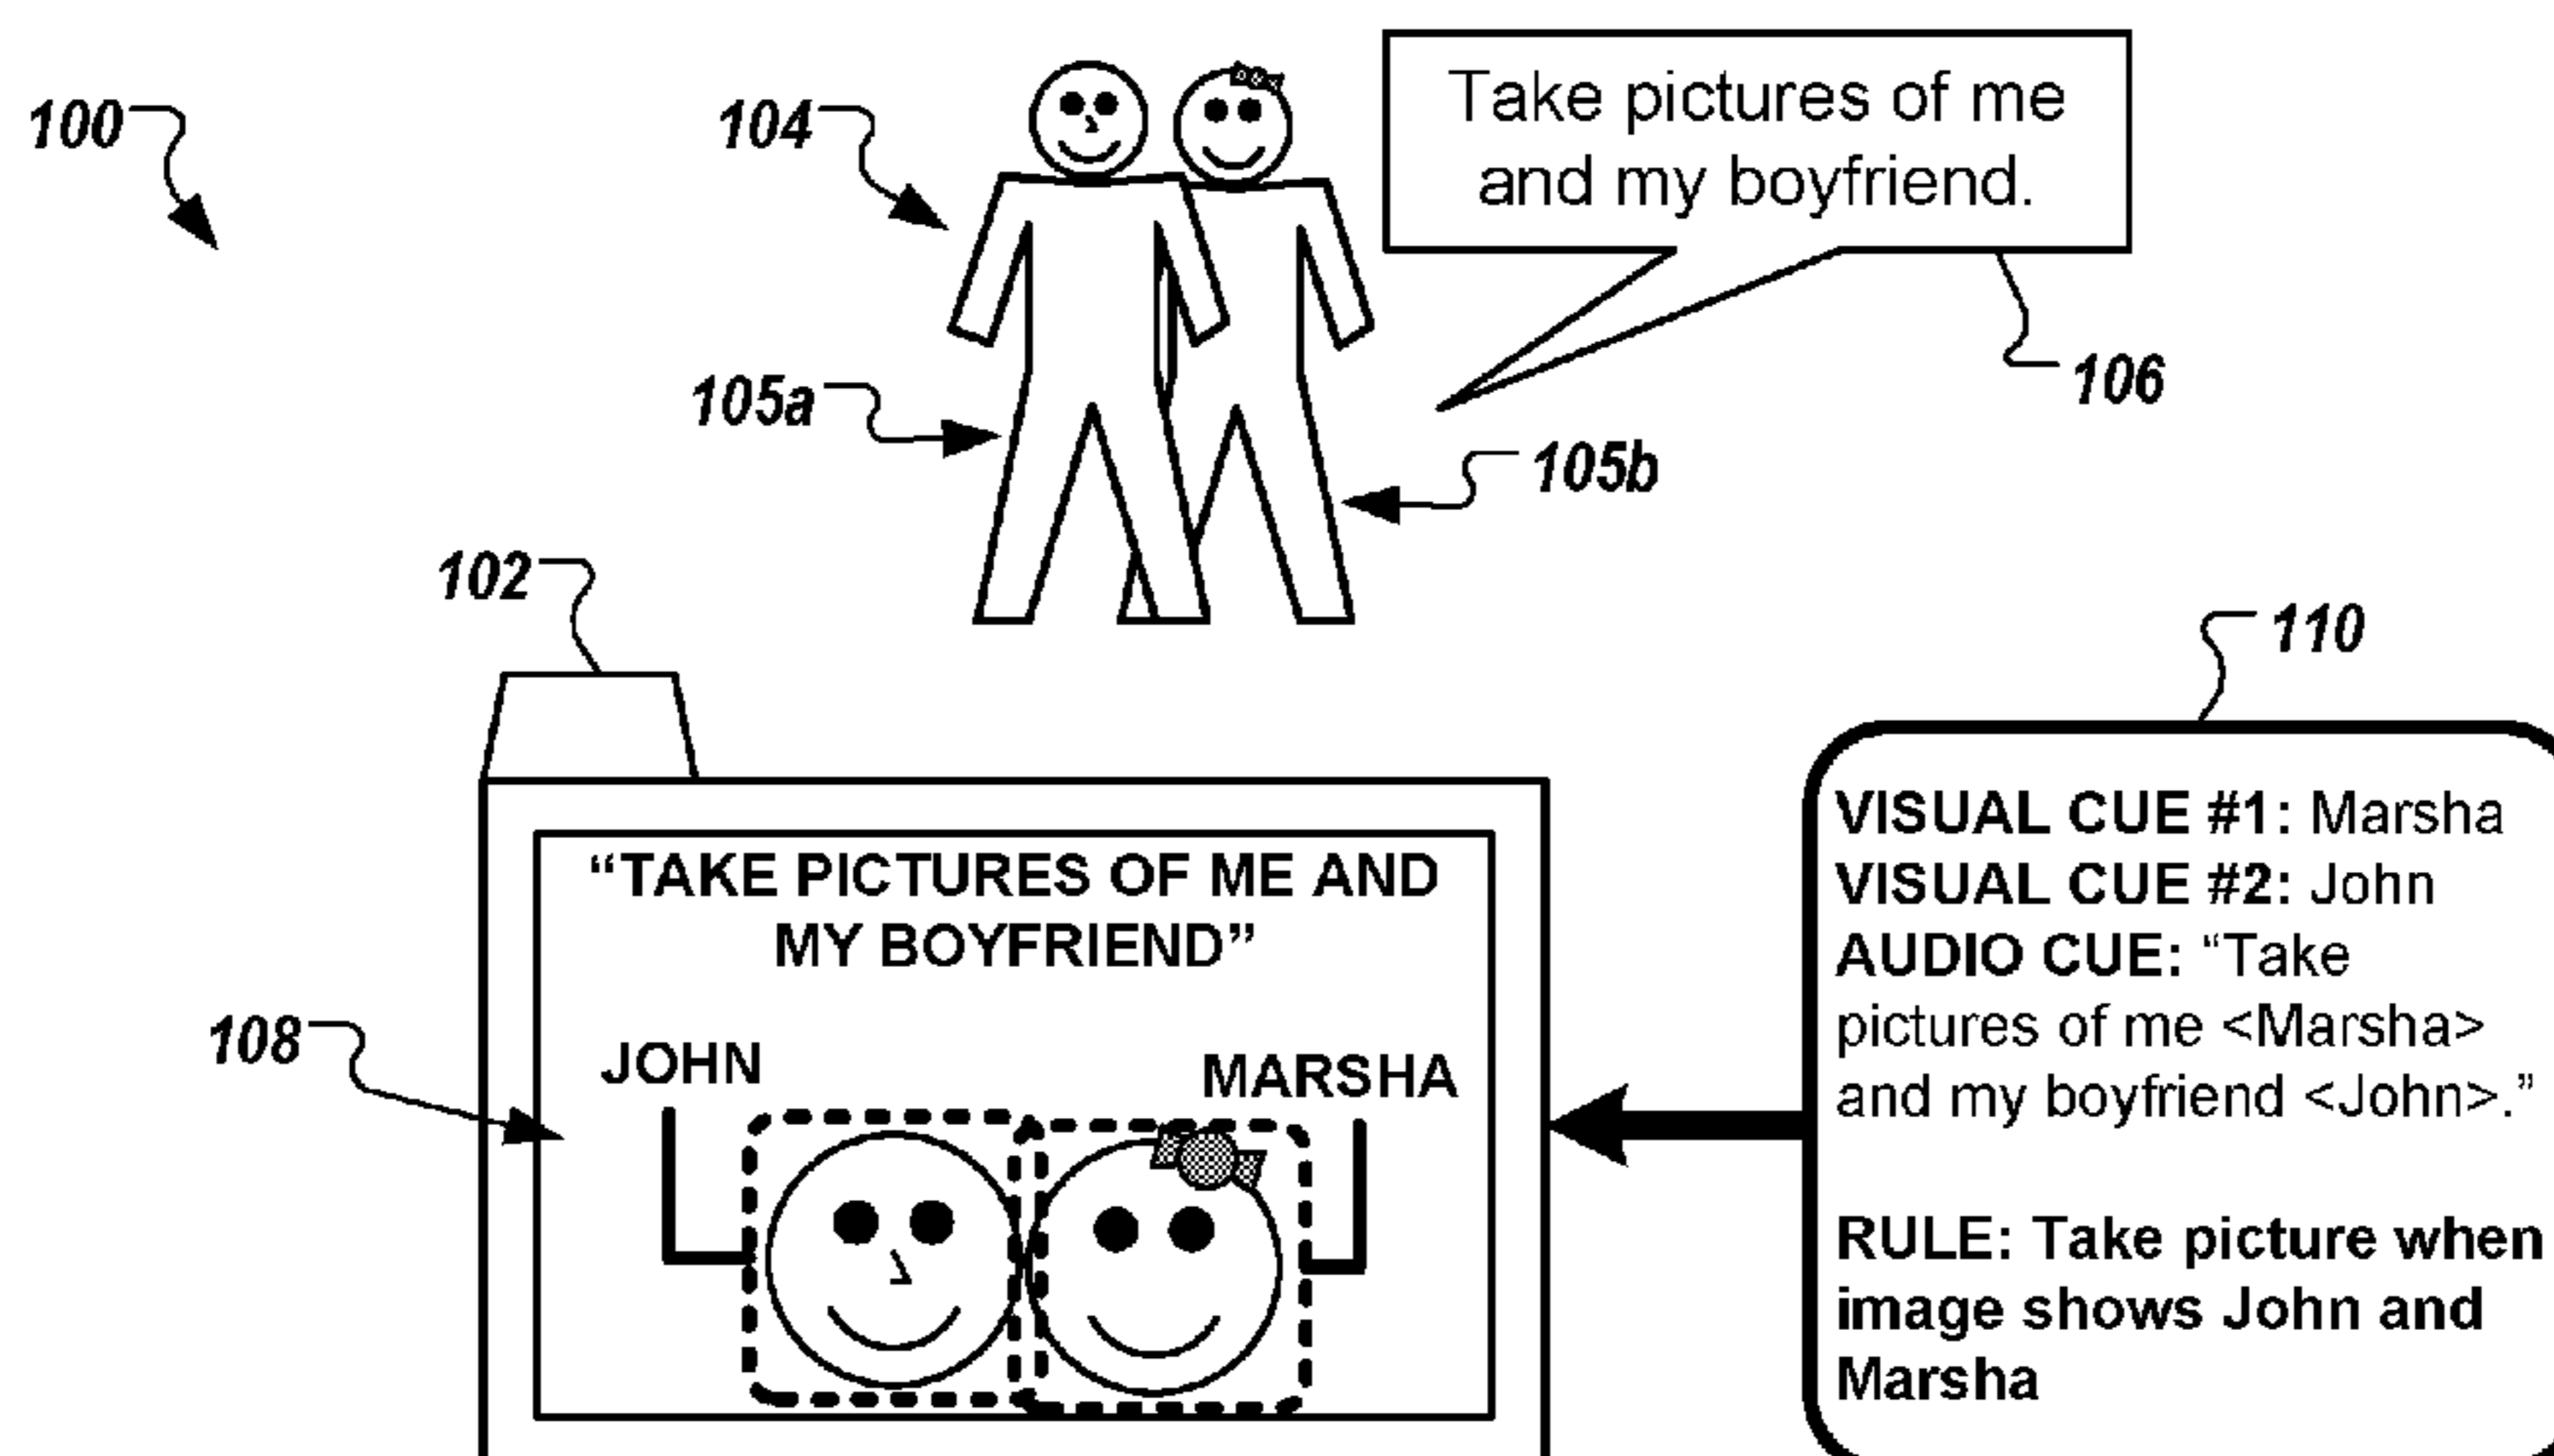 100
104
Take pictures of me
and my boyfriend.
106
105a
105b
102
110
“TAKE PICTURES OF ME AND
MY BOYFRIEND”
108
JOHN
MARSHA
VISUAL CUE #1: Marsha
VISUAL CUE #2: John
AUDIO CUE: “Take
pictures of me <Marsha>
and my boyfriend <John>.”
RULE: Take picture when
image shows John and
Marsha